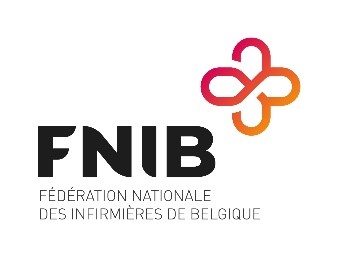 FNIB
FÉDÉRATION NATIONALE
DES INFIRMIÈRES DE BELGIQUE